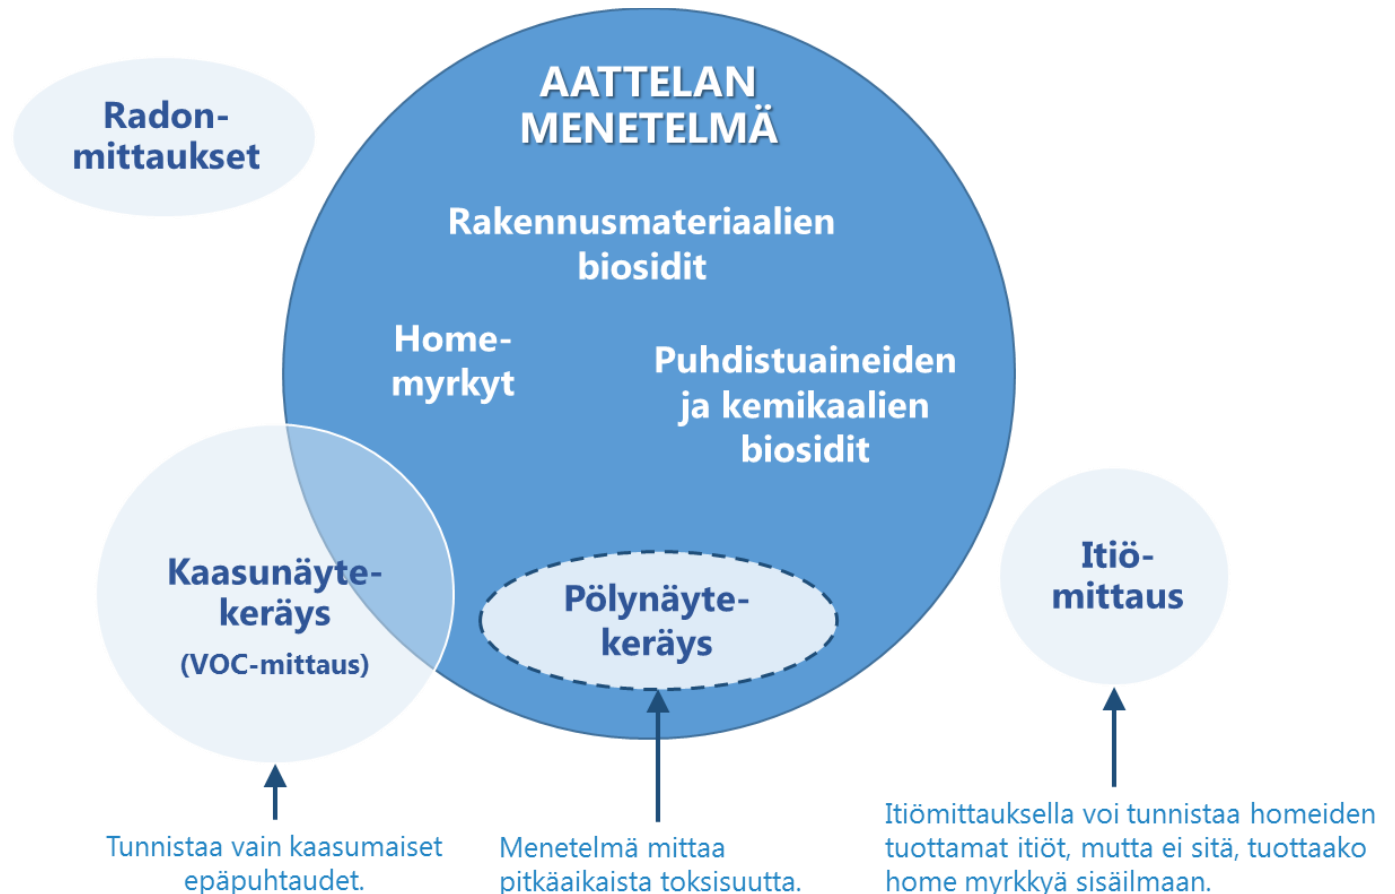 AATTELAN
MENETELMÄ
Radon-
mittaukset
Rakennusmateriaalien
biosidit
Home-
myrkyt
Puhdistuaineiden
ja kemikaalien
biosidit
Kaasunäyte-
keräys
(VOC-mittaus)
Pölynäyte-
keräys
Itiö-
mittaus
Tunnistaa vain kaasumaiset
epäpuhtaudet.
Menetelmä mittaa
pitkäaikaista toksisuutta.
Itiömittauksella voi tunnistaa homeiden
tuottamat itiöt, mutta ei sitä, tuottaako
home myrkkyä sisäilmaan.